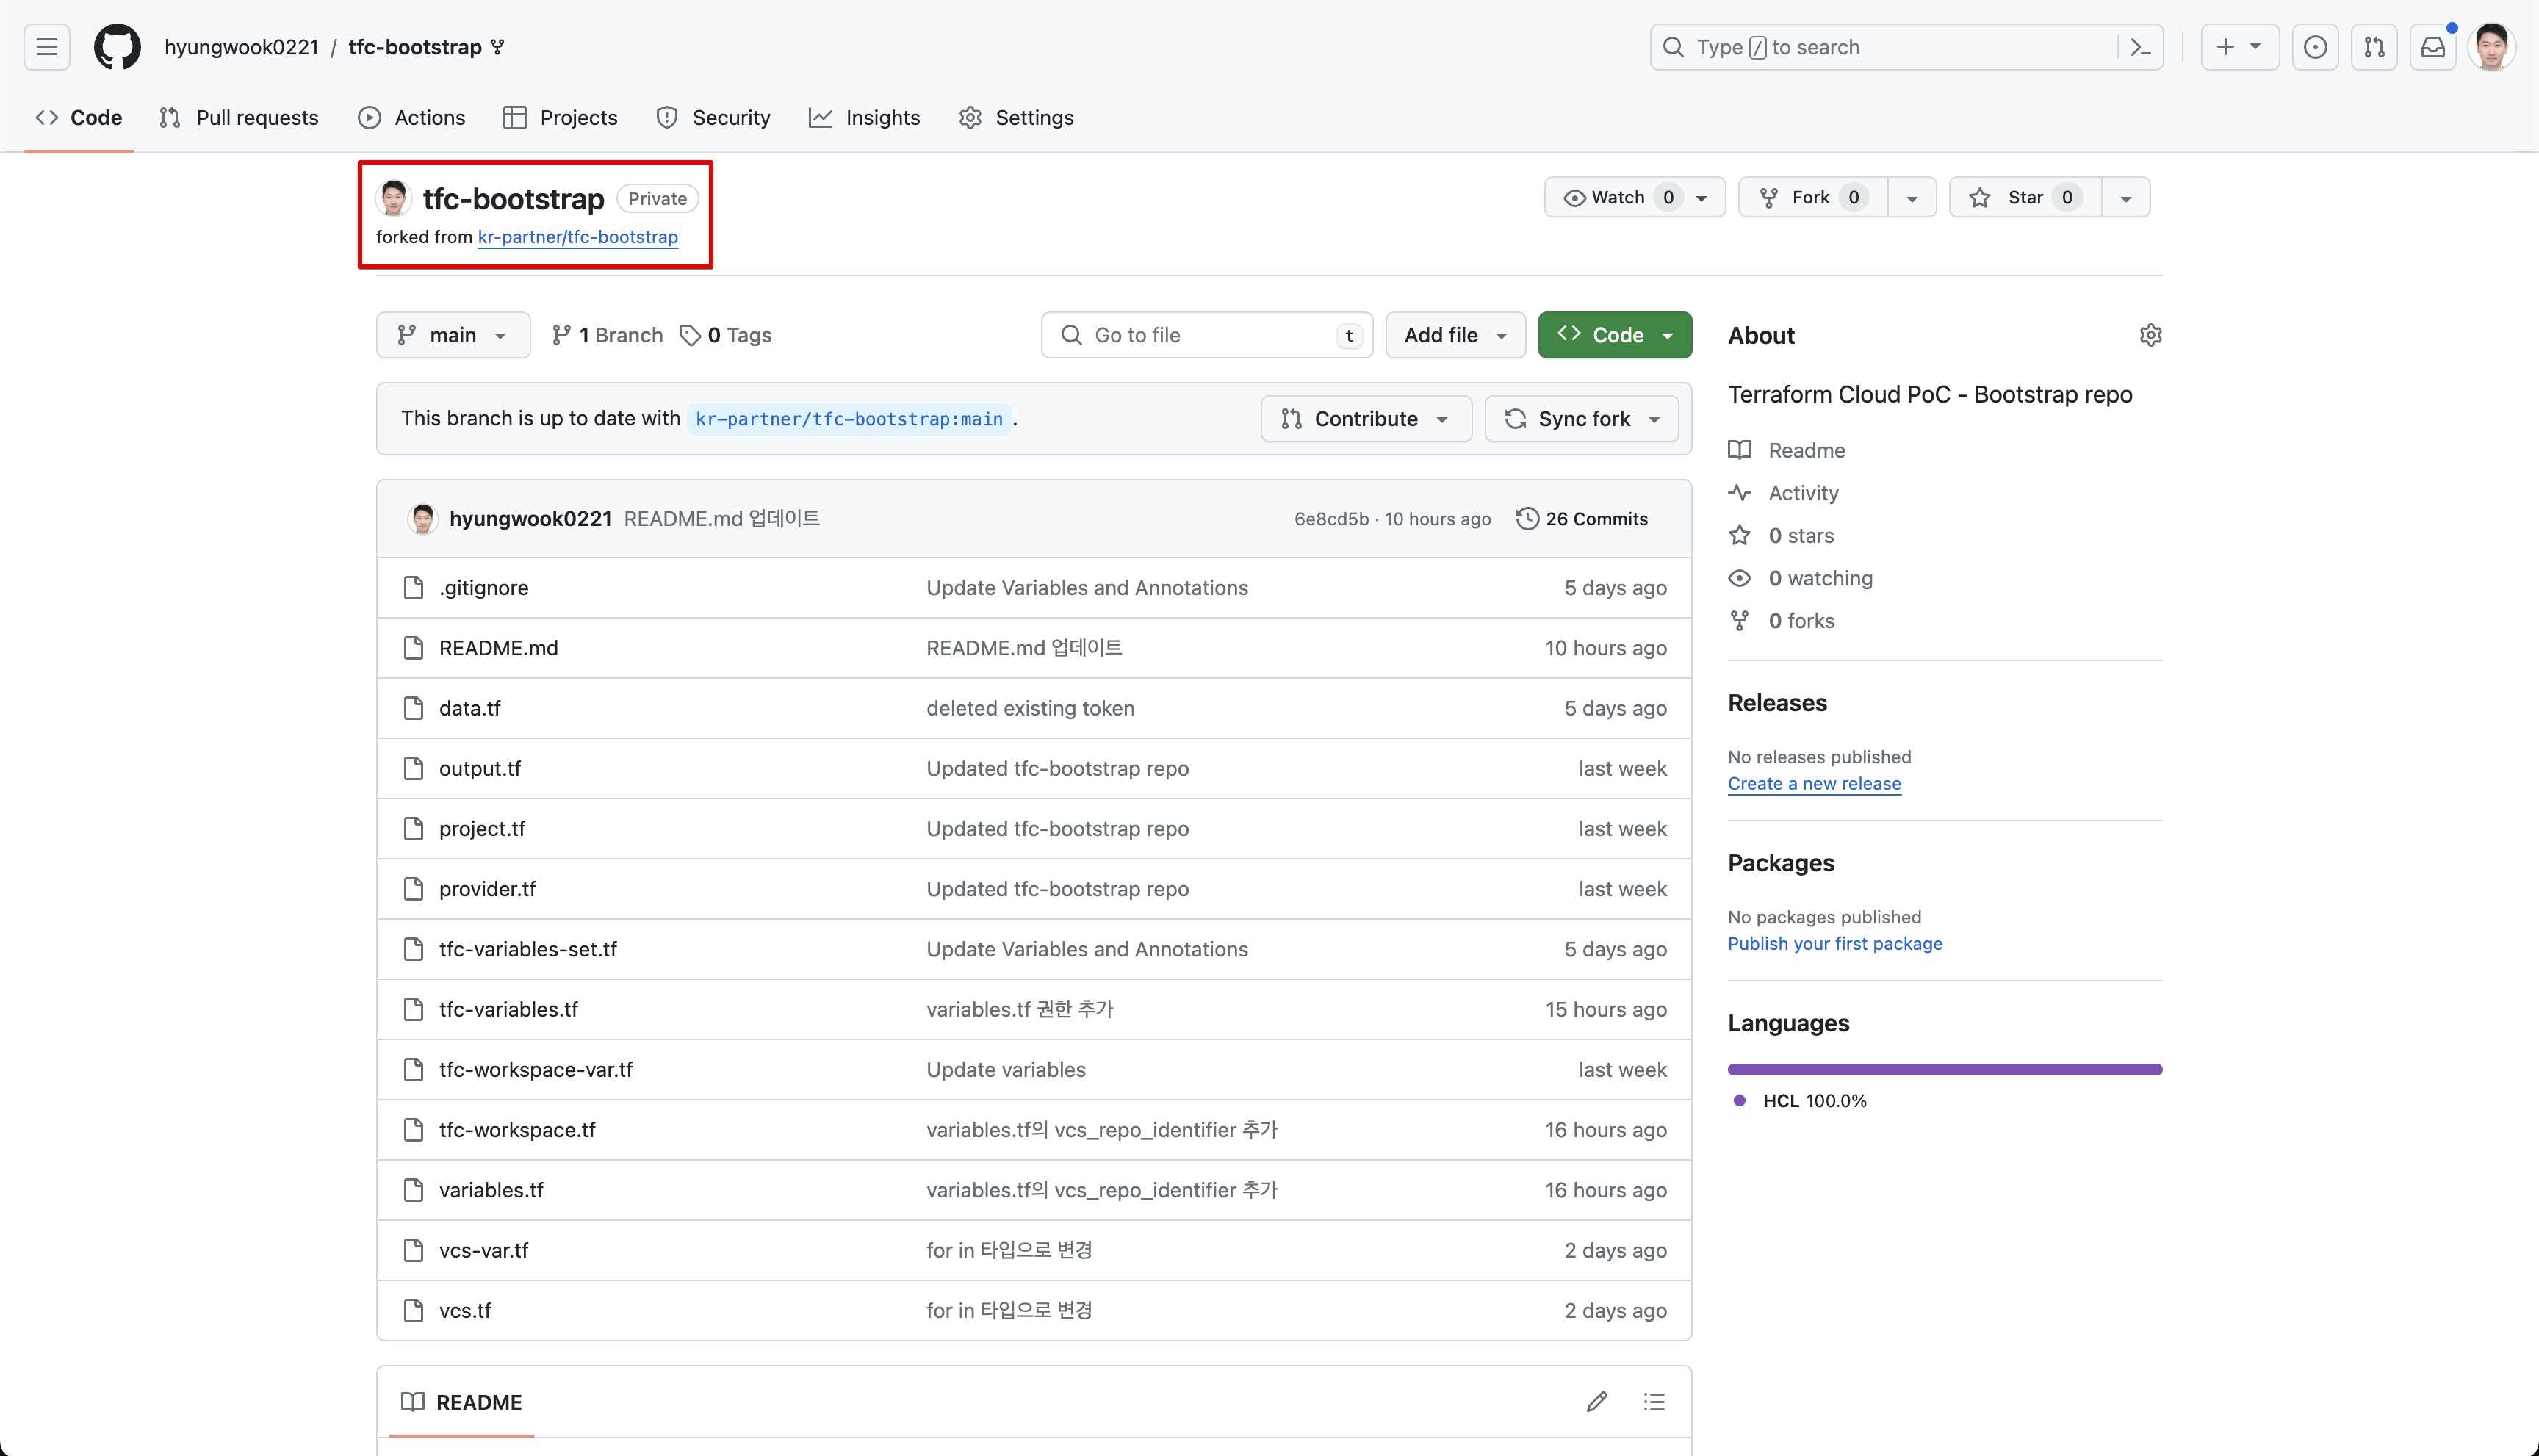 hyungwook0221 / tfc-bootstrap
Type / to search
Code Pull requests Actions Projects Security Insights Settings
tfc-bootstrap Private
forked from kr-partner/tfc-bootstrap
Watch 0 Fork 0 Star 0
main 1 Branch 0 Tags Go to file t Add file Code
This branch is up to date with kr-partner/tfc-bootstrap:main . Contribute Sync fork
hyungwook0221 README.md 업데이트 6e8cd5b · 10 hours ago 26 Commits
.gitignore Update Variables and Annotations 5 days ago
README.md README.md 업데이트 10 hours ago
data.tf deleted existing token 5 days ago
output.tf Updated tfc-bootstrap repo last week
project.tf Updated tfc-bootstrap repo last week
provider.tf Updated tfc-bootstrap repo last week
tfc-variables-set.tf Update Variables and Annotations 5 days ago
tfc-variables.tf variables.tf 권한 추가 15 hours ago
tfc-workspace-var.tf Update variables last week
tfc-workspace.tf variables.tf의 vcs_repo_identifier 추가 16 hours ago
variables.tf variables.tf의 vcs_repo_identifier 추가 16 hours ago
vcs-var.tf for in 타입으로 변경 2 days ago
vcs.tf for in 타입으로 변경 2 days ago
README
About
Terraform Cloud PoC - Bootstrap repo
Readme
Activity
0 stars
0 watching
0 forks
Releases
No releases published
Create a new release
Packages
No packages published
Publish your first package
Languages
HCL 100.0%